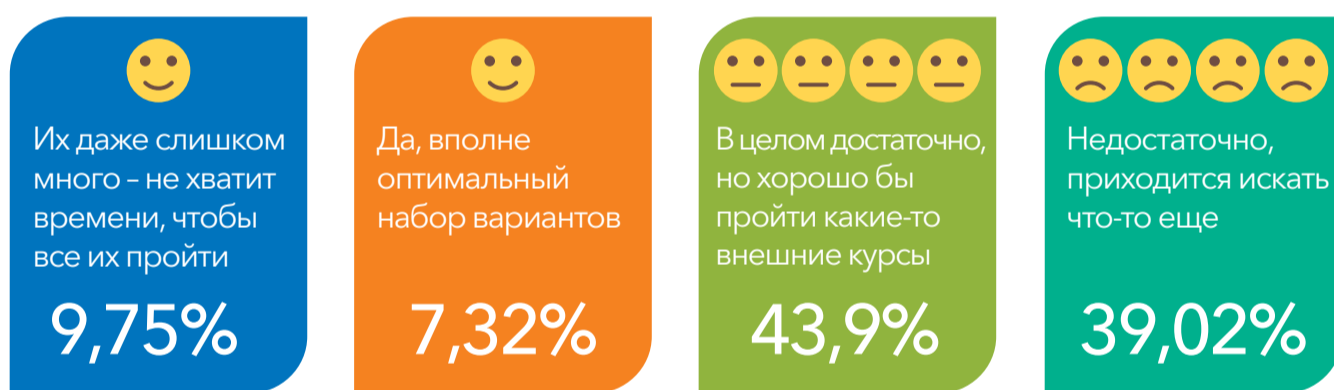 Их даже слишком
много – не хватит
времени, чтобы
все их пройти
9,75%
Да, вполне
оптимальный
набор вариантов
7,32%
В целом достаточно,
но хорошо бы
пройти какие-то
внешние курсы
43,9%
Недостаточно,
приходится искать
что-то еще
39,02%